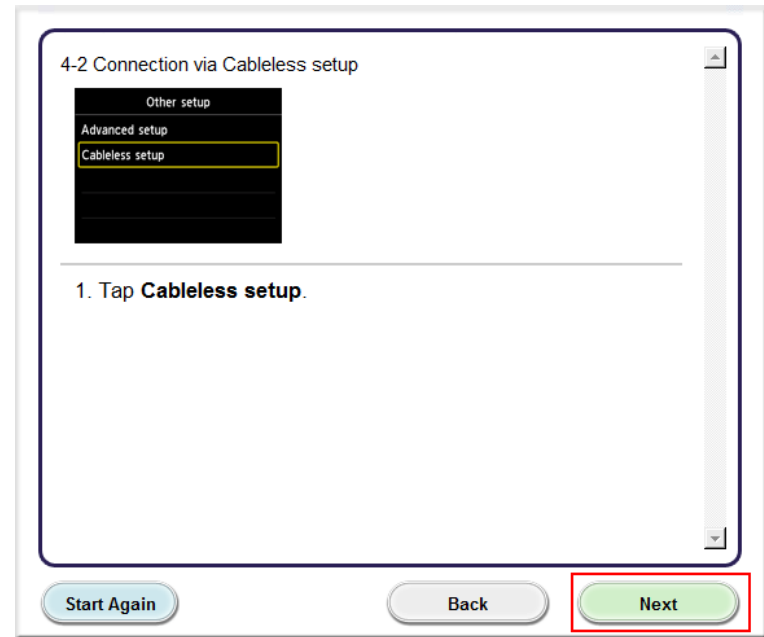 4-2 Connection via Cableless setup
Other setup
Advanced setup
Cableless setup
1. Tap Cableless setup.
Start Again
Back
Next